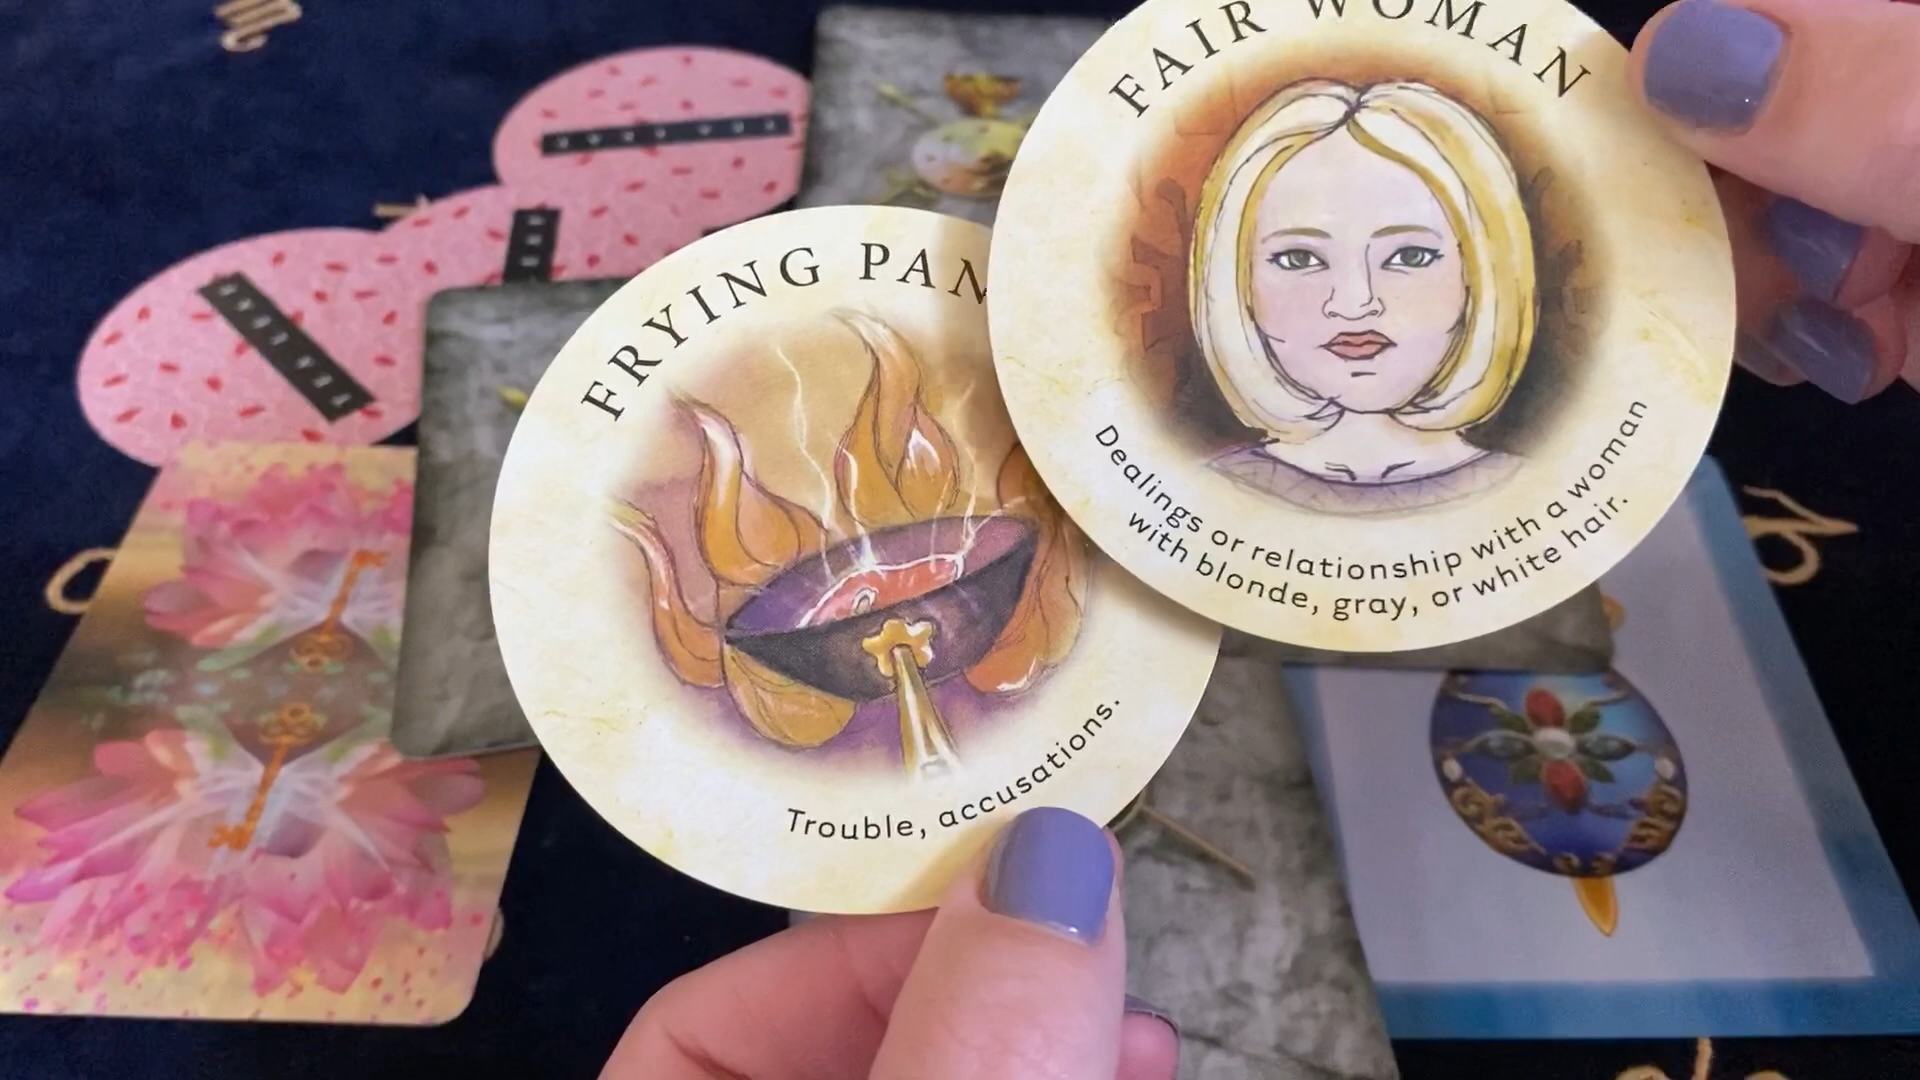 FAIR WOMAN
Dealings or relationship with a woman
with blonde, gray, or white hair.
FRYING PAN
Trouble, accusations.